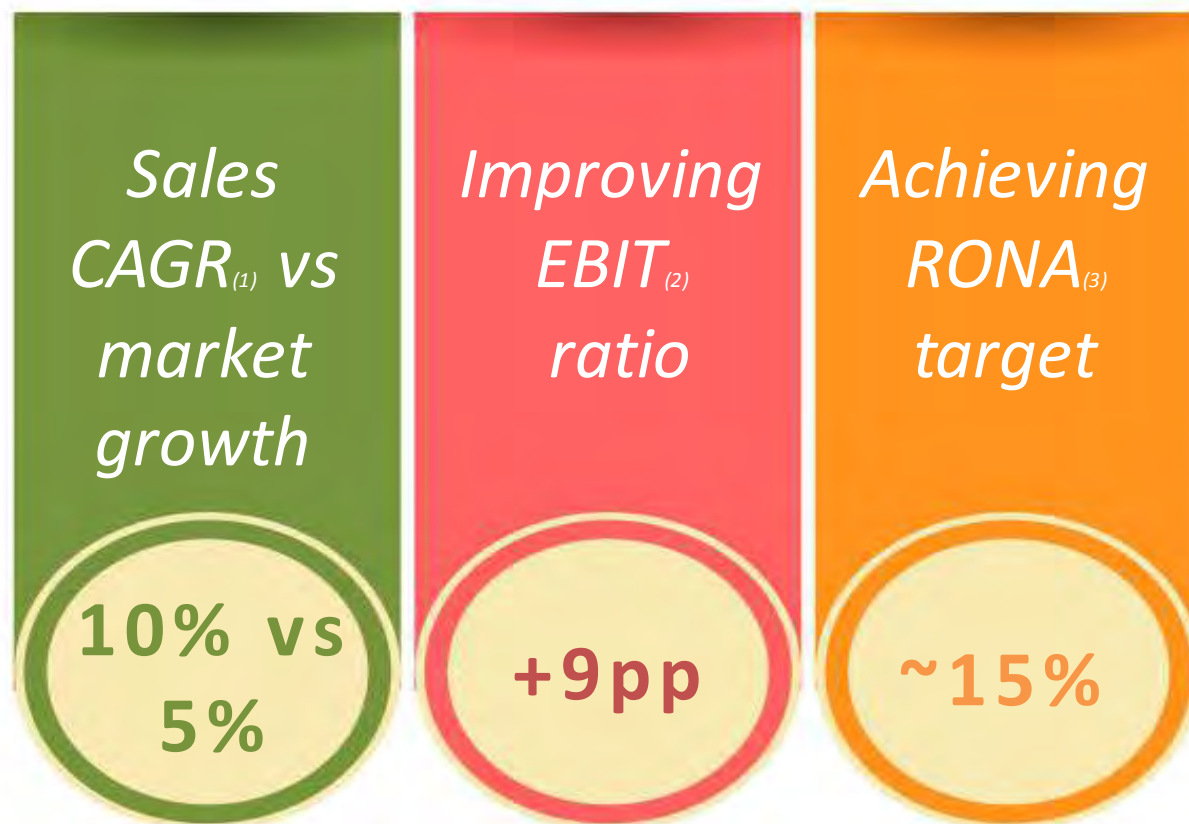 Sales
CAGR(1) vs
market
growth
10% vs
5%
Improving
EBIT(2)
ratio
+9pp
Achieving
RONA(3)
target
~15%